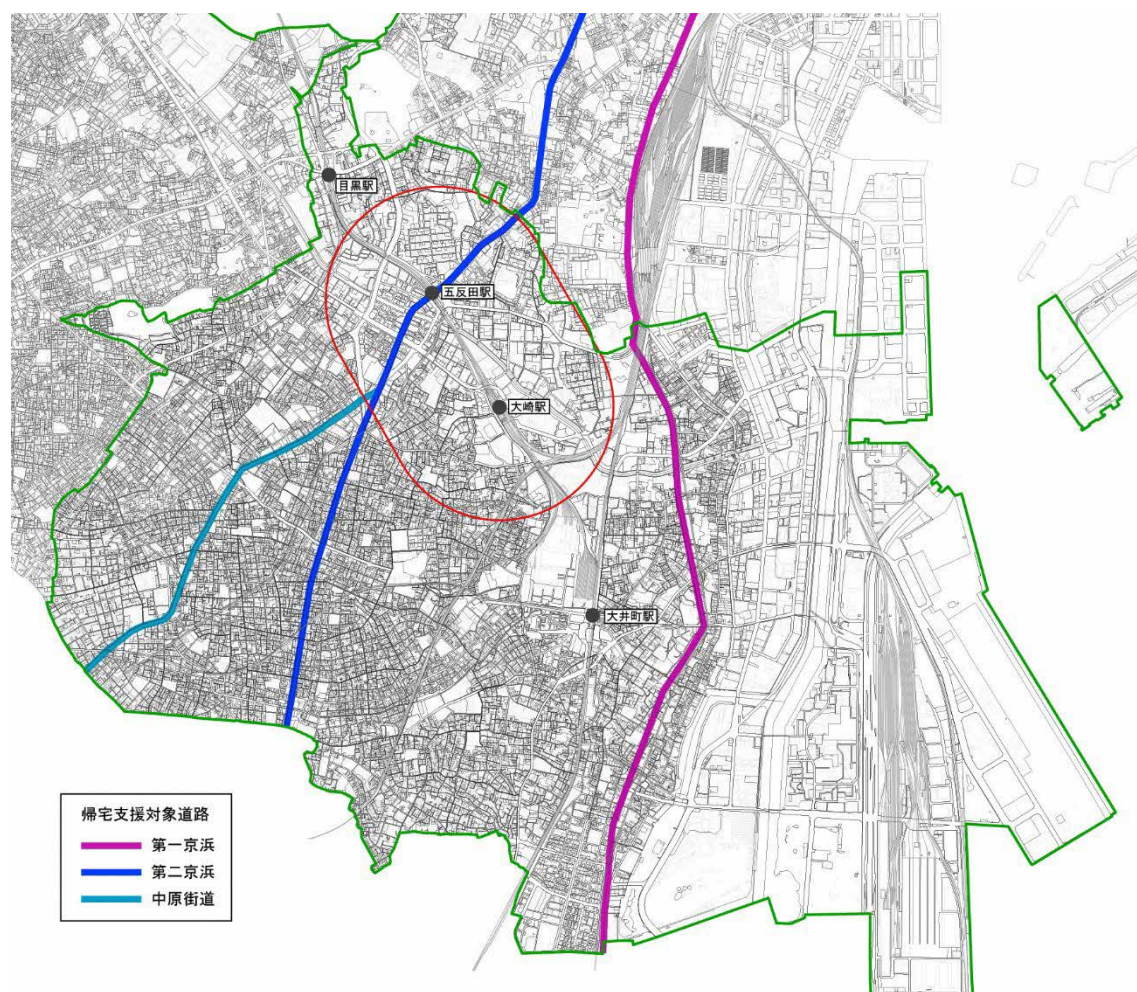 目黒駅
五反田駅
大崎駅
大井町駅
帰宅支援対象道路
第一京浜
第二京浜
中原街道